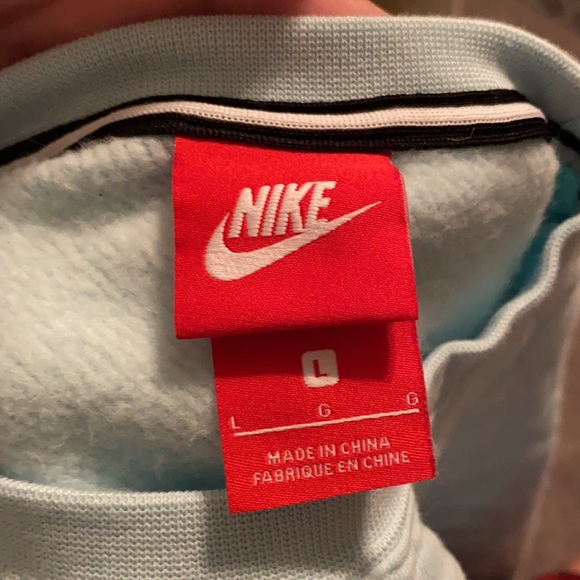 NIKE
L
L G G
MADE IN CHINA
FABRIQUE EN CHINE